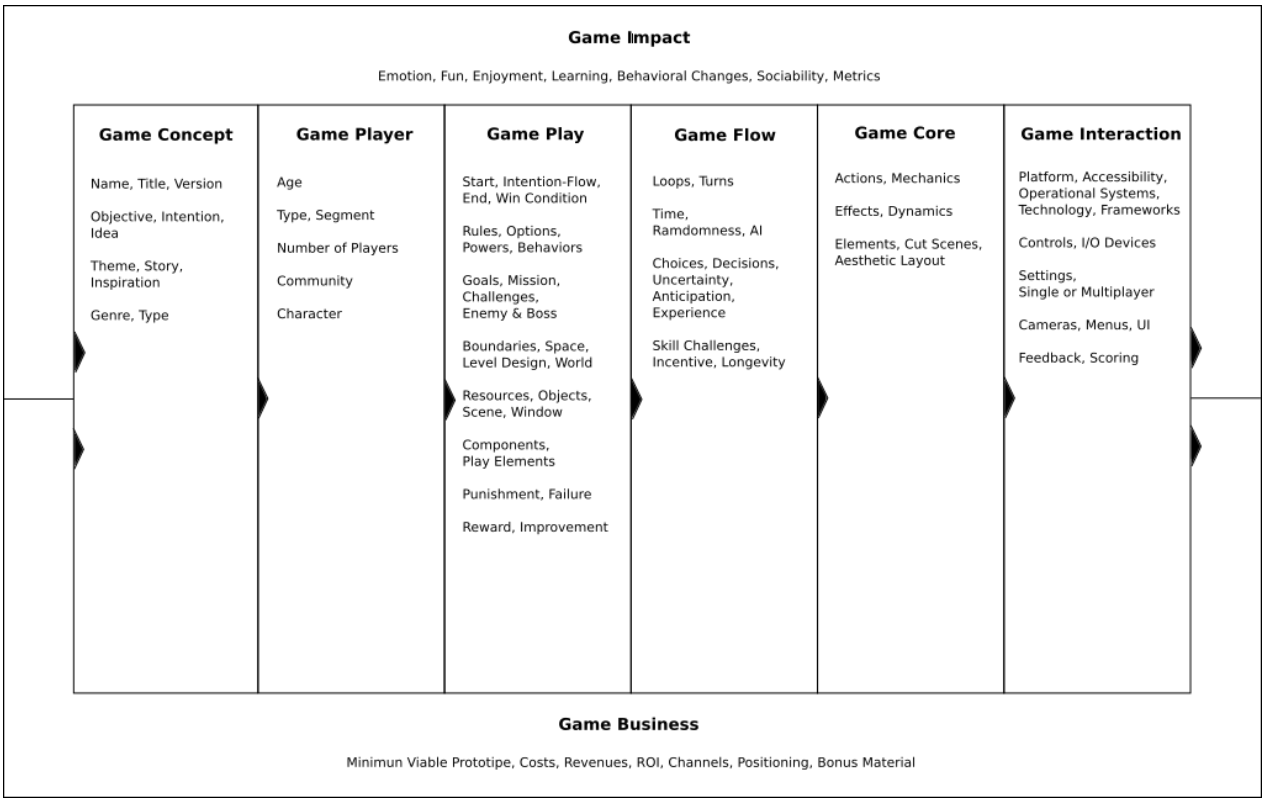 Game Impact
Emotion, Fun, Enjoyment, Learning, Behavioral Changes, Sociability, Metrics
Game Concept
Name, Title, Version
Objective, Intention,
Idea
Theme, Story,
Inspiration
Genre, Type
Game Player
Age
Type, Segment
Number of Players
Community
Character
Game Play
Start, Intention-Flow,
End, Win Condition
Rules, Options,
Powers, Behaviors
Goals, Mission,
Challenges,
Enemy & Boss
Boundaries, Space,
Level Design, World
Resources, Objects,
Scene, Window
Components,
Play Elements
Punishment, Failure
Reward, Improvement
Game Flow
Loops, Turns
Time,
Ramdomness, AI
Choices, Decisions,
Uncertainty,
Anticipation,
Experience
Skill Challenges,
Incentive, Longevity
Game Core
Actions, Mechanics
Effects, Dynamics
Elements, Cut Scenes,
Aesthetic Layout
Game Interaction
Platform, Accessibility,
Operational Systems,
Technology, Frameworks
Controls, I/O Devices
Settings,
Single or Multiplayer
Cameras, Menus, UI
Feedback, Scoring
Game Business
Minimun Viable Prototipe, Costs, Revenues, ROI, Channels, Positioning, Bonus Material